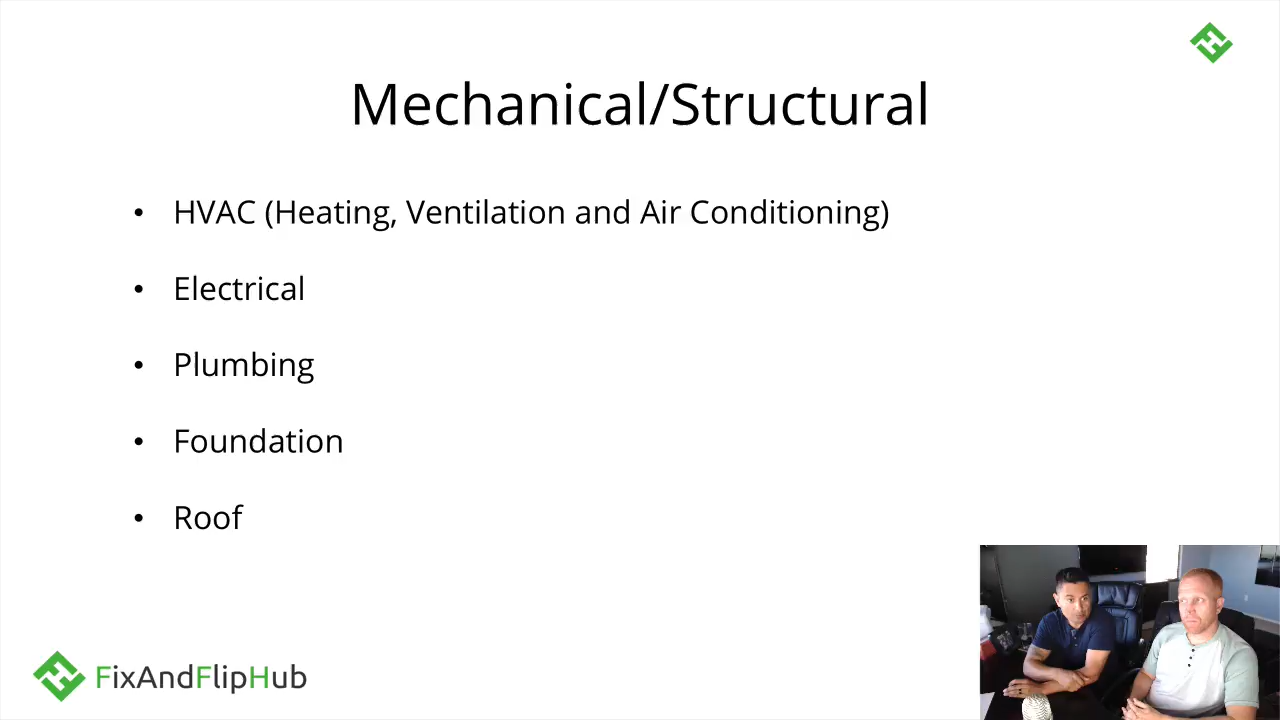 Mechanical/Structural
• HVAC (Heating, Ventilation and Air Conditioning)
• Electrical
• Plumbing
• Foundation
• Roof
FixAndFlipHub